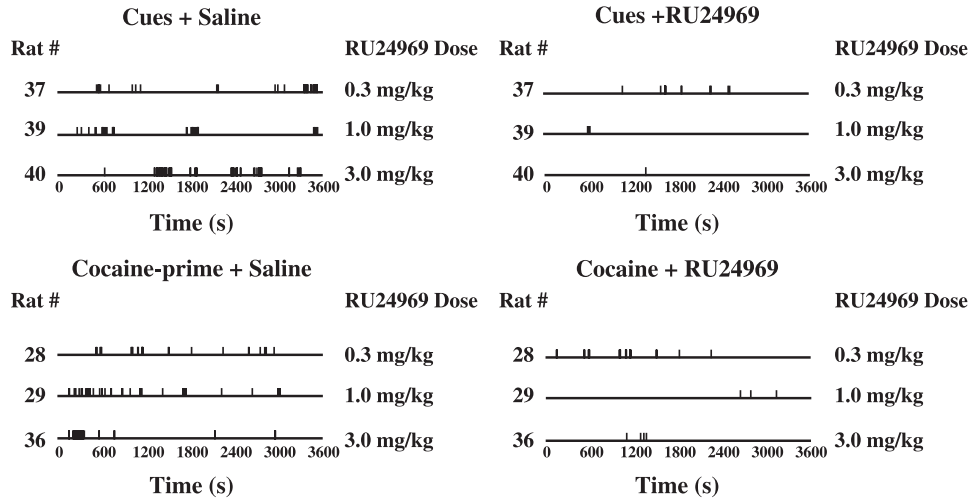 Cues + Saline
Rat # RU24969 Dose
37 0.3 mg/kg
39 1.0 mg/kg
40 3.0 mg/kg
0 600 1200 1800 2400 3000 3600
Time (s)
Cues +RU24969
Rat # RU24969 Dose
37 0.3 mg/kg
39 1.0 mg/kg
40 3.0 mg/kg
0 600 1200 1800 2400 3000 3600
Time (s)
Cocaine-prime + Saline
Rat # RU24969 Dose
28 0.3 mg/kg
29 1.0 mg/kg
36 3.0 mg/kg
0 600 1200 1800 2400 3000 3600
Time (s)
Cocaine + RU24969
Rat # RU24969 Dose
28 0.3 mg/kg
29 1.0 mg/kg
36 3.0 mg/kg
0 600 1200 1800 2400 3000 3600
Time (s)